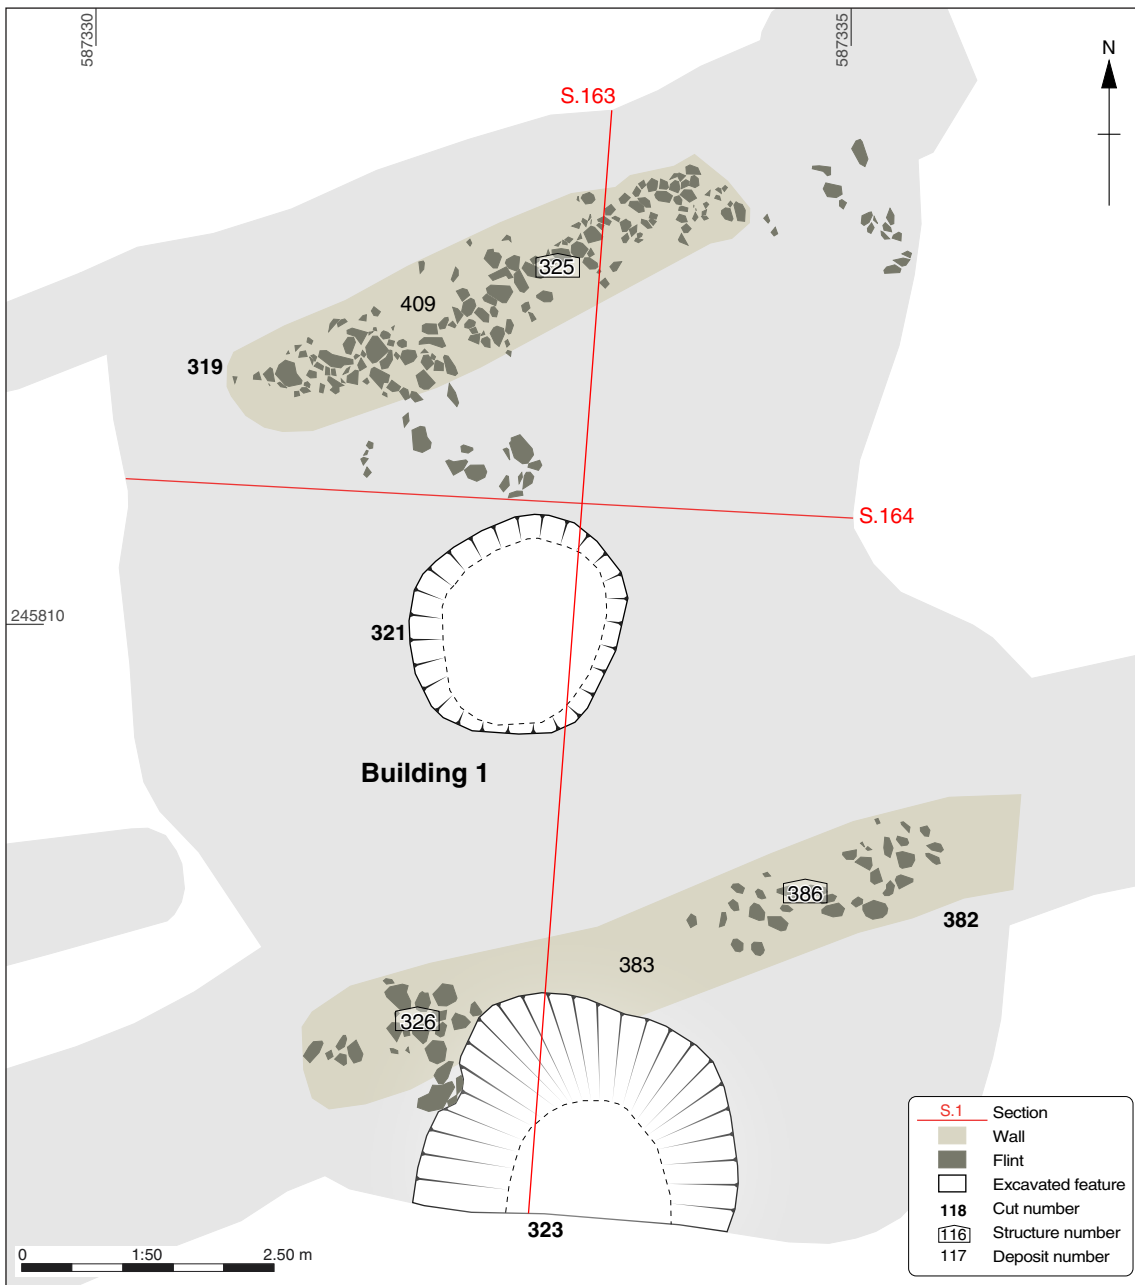 587330
587335
N
S.163
325
409
319
S.164
245810
321
Building 1
386
382
383
326
323
S.1 Section
Wall
Flint
Excavated feature
118 Cut number
116 Structure number
117 Deposit number
0 1:50 2.50 m